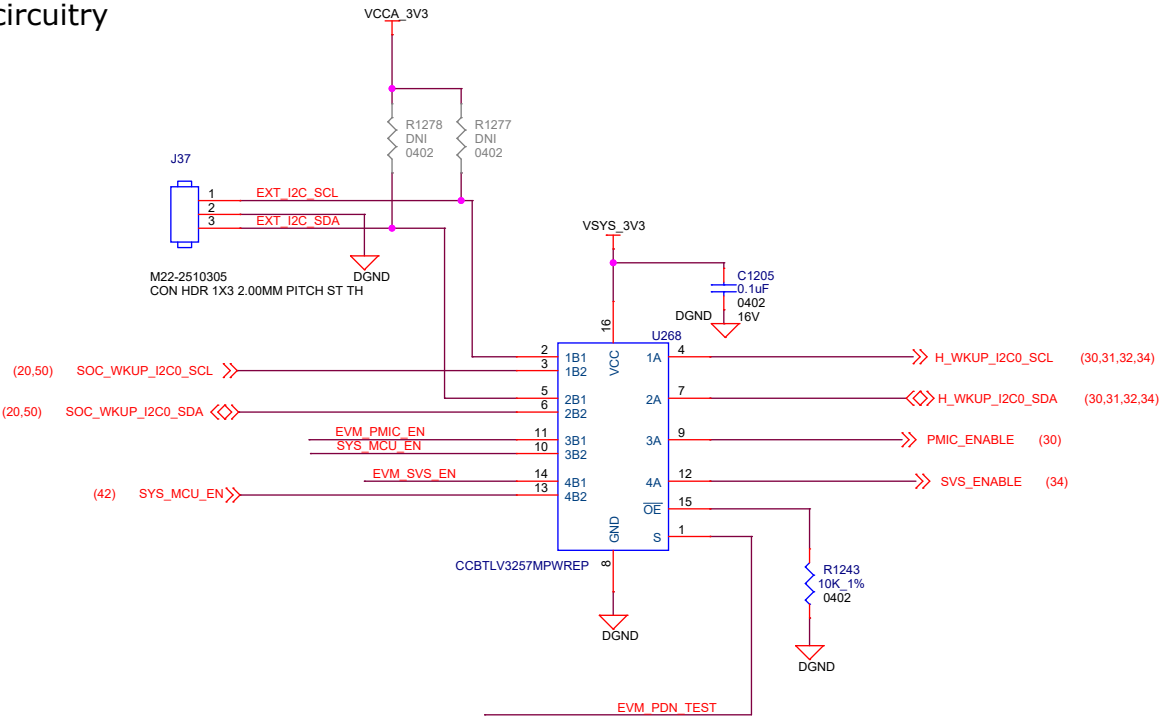 circuitry
VCCA_3V3
R1278
DNI
0402
R1277
DNI
0402
J37
1
2
3
EXT_I2C_SCL
EXT_I2C_SDA
M22-2510305
CON HDR 1X3 2.00MM PITCH ST TH
DGND
VSYS_3V3
C1205
0.1uF
0402
16V
DGND
U268
16
VCC
2
1B1
3
1B2
5
2B1
6
2B2
11
3B1
10
3B2
14
4B1
13
4B2
1A
4
2A
7
3A
9
4A
12
OE
15
S
1
GND
8
(20,50) SOC_WKUP_I2C0_SCL
(20,50) SOC_WKUP_I2C0_SDA
EVM_PMIC_EN
SYS_MCU_EN
EVM_SVS_EN
(42) SYS_MCU_EN
H_WKUP_I2C0_SCL (30,31,32,34)
H_WKUP_I2C0_SDA (30,31,32,34)
PMIC_ENABLE (30)
SVS_ENABLE (34)
CCBTLV3257MPWREP
R1243
10K_1%
0402
DGND
DGND
EVM_PDN_TEST